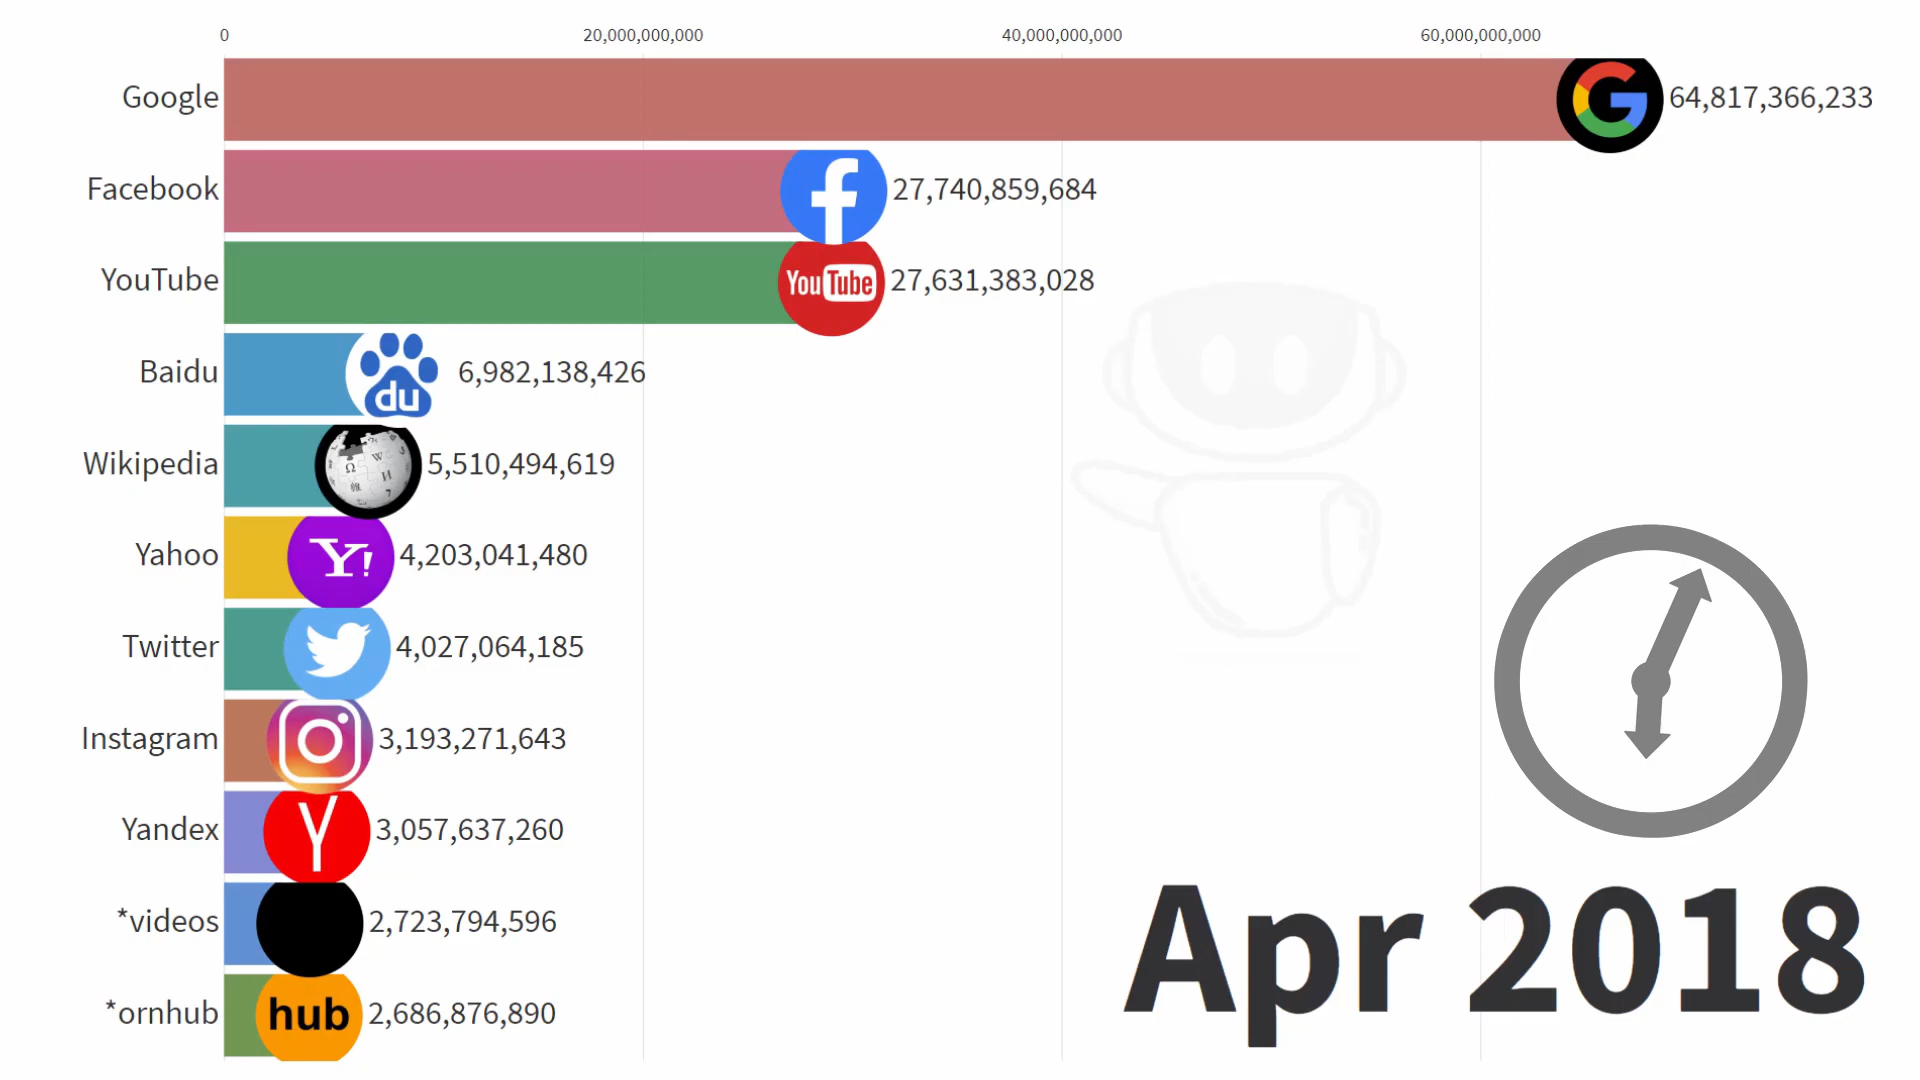 0 20,000,000,000 40,000,000,000 60,000,000,000
Google 64,817,366,233
Facebook 27,740,859,684
YouTube YouTube 27,631,383,028
Baidu du 6,982,138,426
Wikipedia 5,510,494,619
Yahoo Y! 4,203,041,480
Twitter 4,027,064,185
Instagram 3,193,271,643
Yandex Y 3,057,637,260
*videos 2,723,794,596
*ornhub hub 2,686,876,890
Apr 2018